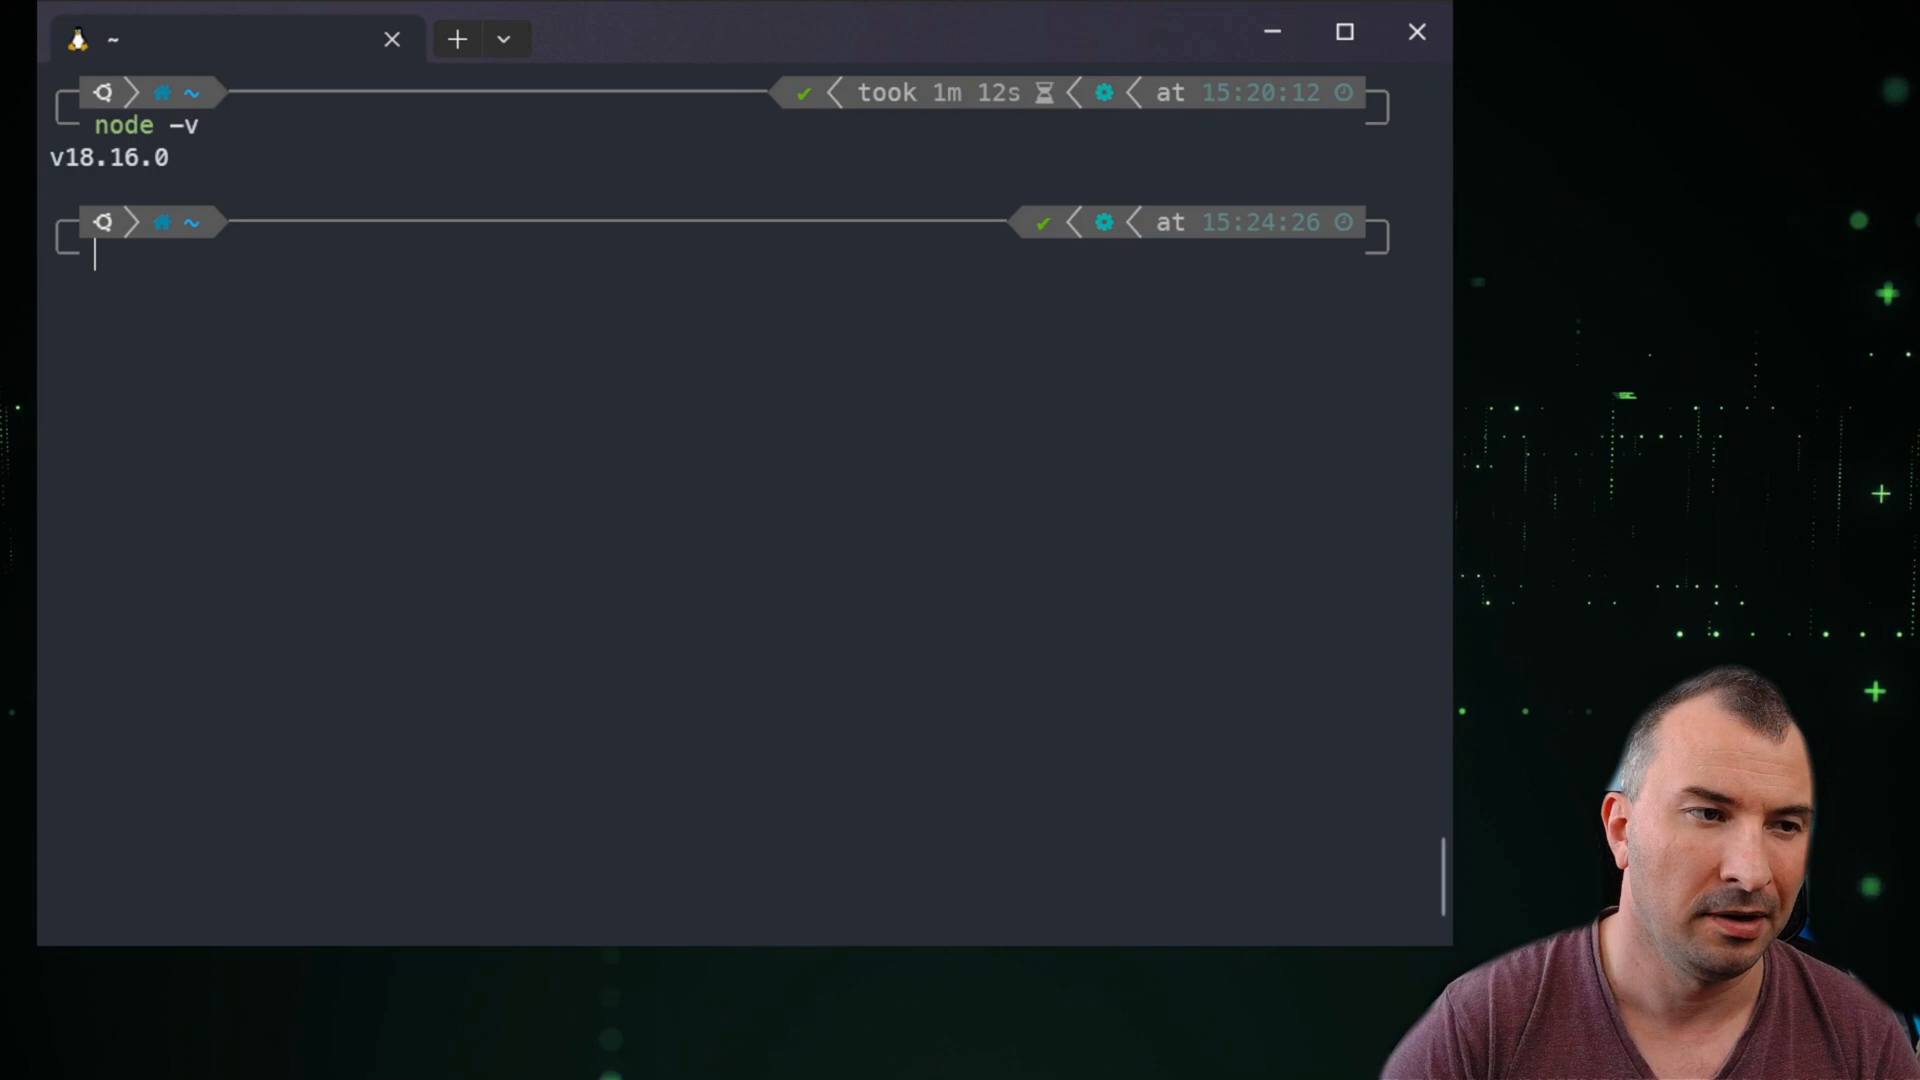 ~
~ took 1m 12s at 15:20:12
node -v
v18.16.0
~ at 15:24:26